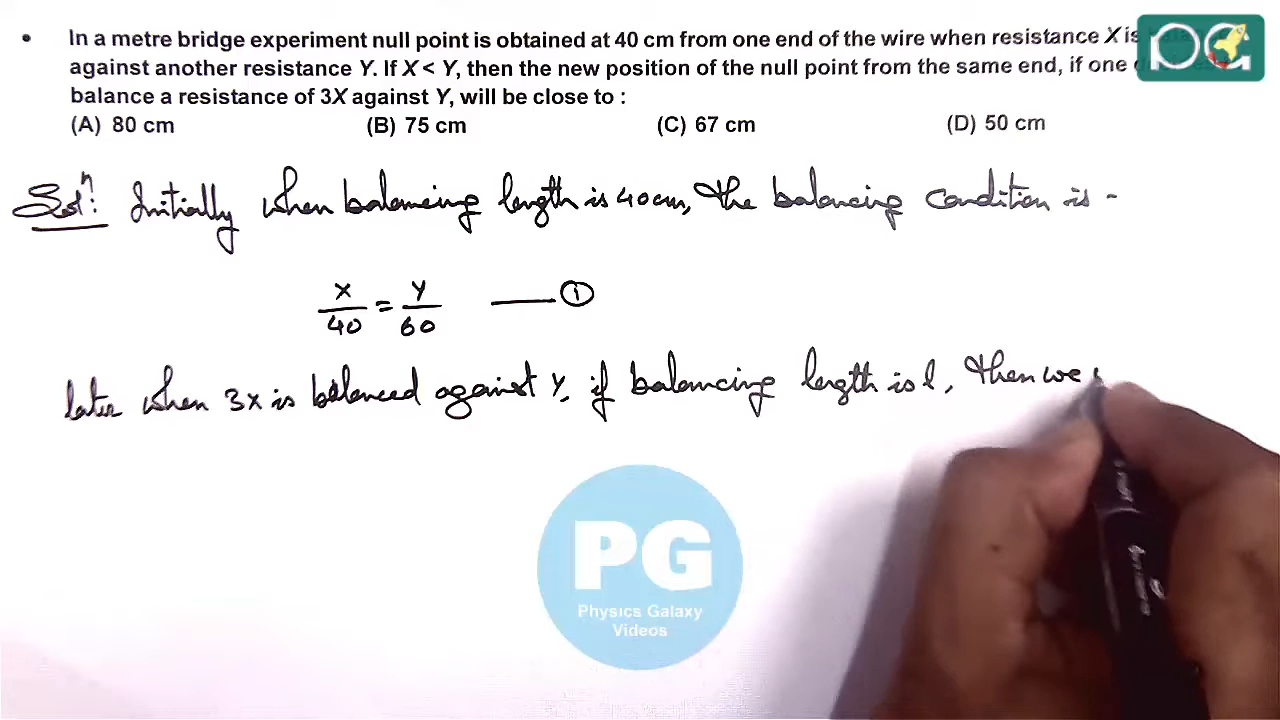 • In a metre bridge experiment null point is obtained at 40 cm from one end of the wire when resistance X is
against another resistance Y. If X < Y, then the new position of the null point from the same end, if one
balance a resistance of 3X against Y, will be close to :
(A) 80 cm (B) 75 cm (C) 67 cm (D) 50 cm
Solⁿ: Initially when balancing length is 40cm, the balancing condition is -
X/40 = Y/60 —— ①
later when 3x is balanced against Y, if balancing length is l, then we
PG
Physics Galaxy
Videos